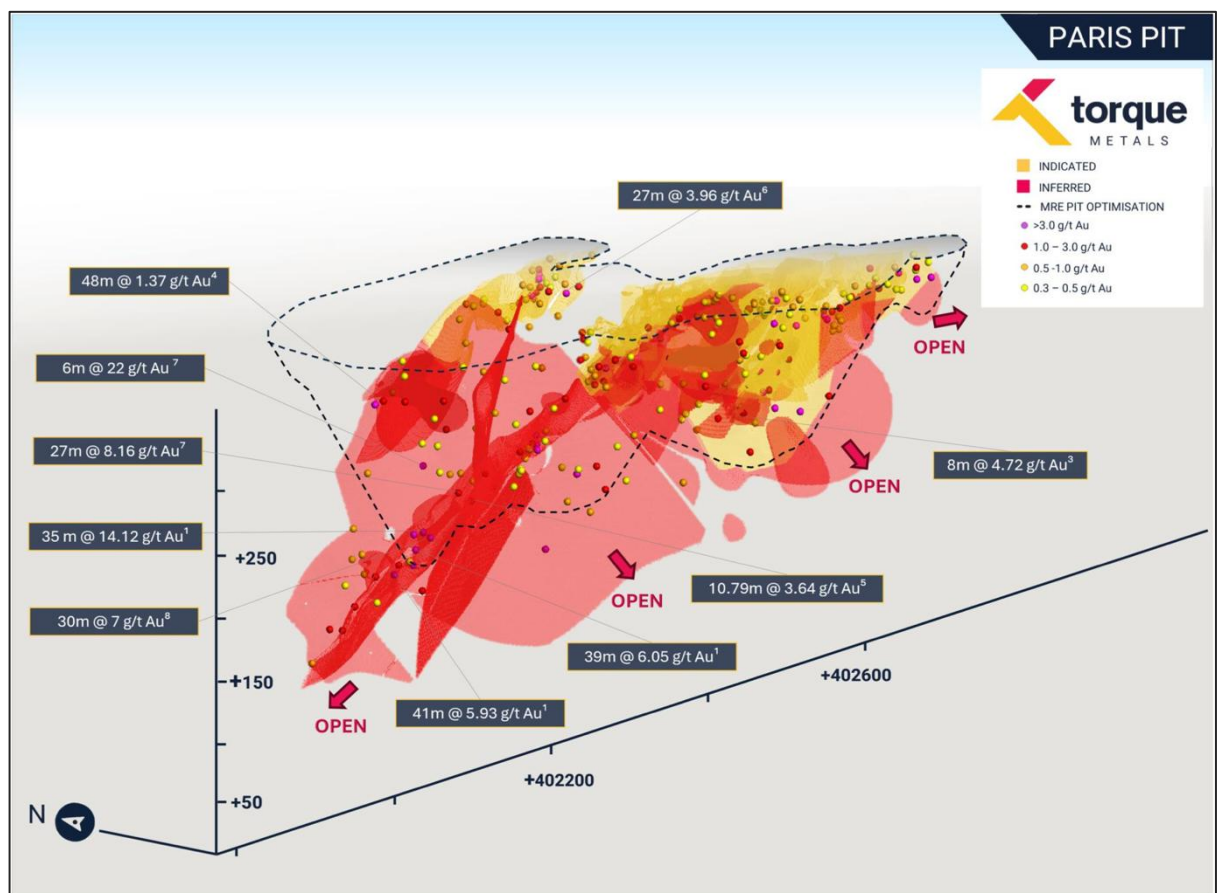 PARIS PIT
torque
METALS
INDICATED
INFERRED
MRE PIT OPTIMISATION
>3.0 g/t Au
1.0 – 3.0 g/t Au
0.5 -1.0 g/t Au
0.3 – 0.5 g/t Au
27m @ 3.96 g/t Au⁶
48m @ 1.37 g/t Au⁴
6m @ 22 g/t Au ⁷
27m @ 8.16 g/t Au⁷
35 m @ 14.12 g/t Au¹
30m @ 7 g/t Au⁸
41m @ 5.93 g/t Au¹
39m @ 6.05 g/t Au¹
10.79m @ 3.64 g/t Au⁵
8m @ 4.72 g/t Au³
OPEN
OPEN
OPEN
OPEN
+250
+150
+50
+402200
+402600
N